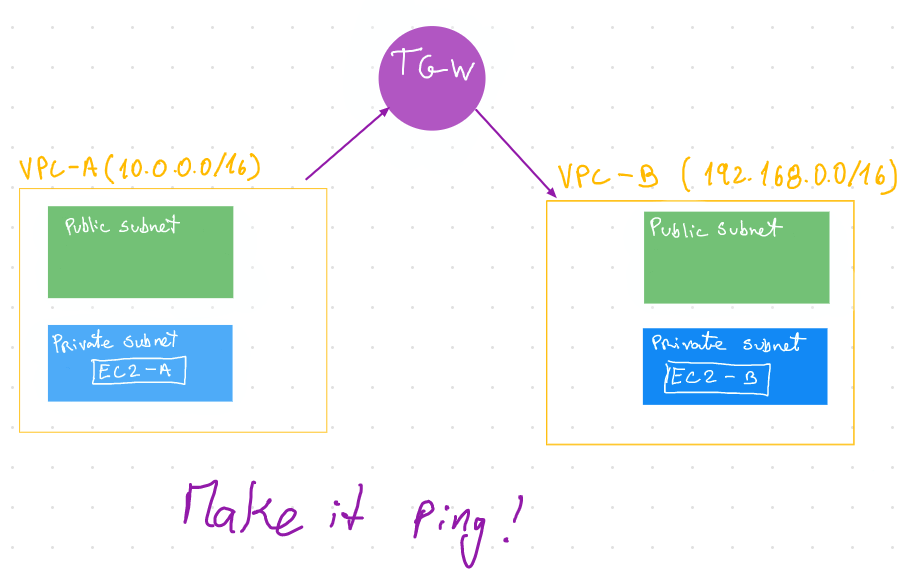 TGW
VPC-A (10.0.0.0/16)
VPC-B (192.168.0.0/16)
Public subnet
Private subnet
EC2-A
Public subnet
Private subnet
EC2-B
Make it ping!